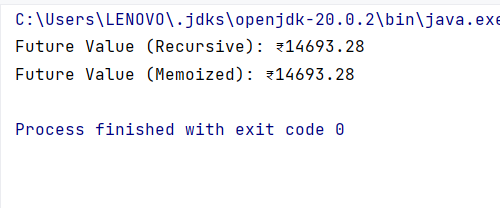 C:\Users\LENOVO\.jdks\openjdk-20.0.2\bin\java.exe
Future Value (Recursive): ₹14693.28
Future Value (Memoized): ₹14693.28
Process finished with exit code 0